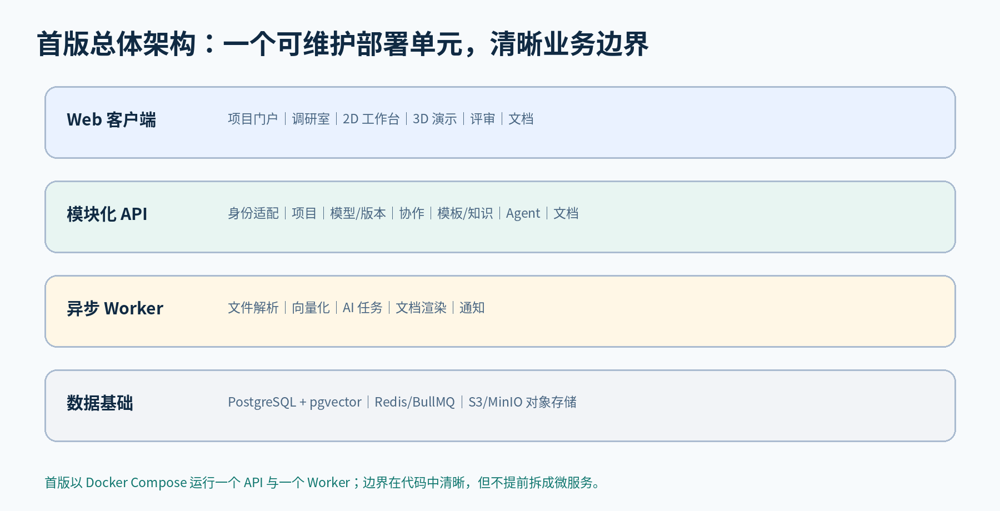 首版总体架构：一个可维护部署单元，清晰业务边界
Web 客户端
项目门户｜调研室｜2D 工作台｜3D 演示｜评审｜文档
模块化 API
身份适配｜项目｜模型/版本｜协作｜模板/知识｜Agent｜文档
异步 Worker
文件解析｜向量化｜AI 任务｜文档渲染｜通知
数据基础
PostgreSQL + pgvector｜Redis/BullMQ｜S3/MinIO 对象存储
首版以 Docker Compose 运行一个 API 与一个 Worker；边界在代码中清晰，但不提前拆成微服务。